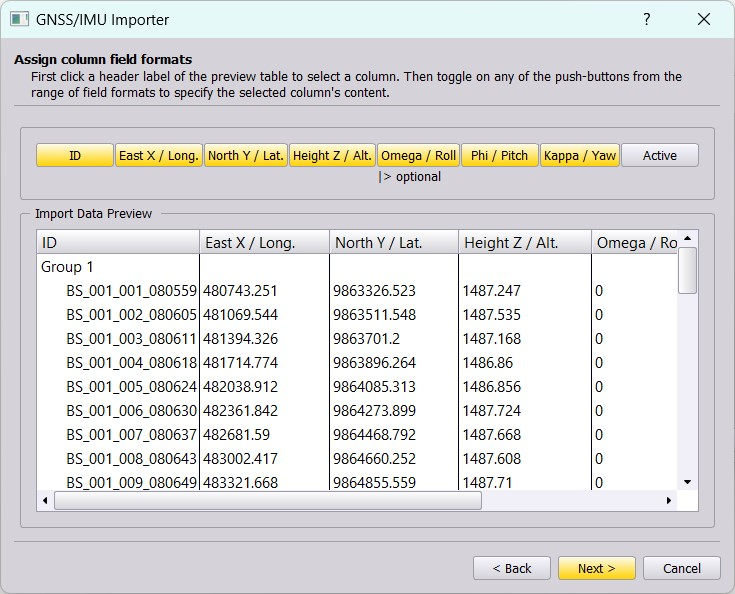 GNSS/IMU Importer
?
Assign column field formats
First click a header label of the preview table to select a column. Then toggle on any of the push-buttons from the
range of field formats to specify the selected column's content.
ID East X / Long. North Y / Lat. Height Z / Alt. Omega / Roll Phi / Pitch Kappa / Yaw Active
|> optional
Import Data Preview
ID East X / Long. North Y / Lat. Height Z / Alt. Omega / Ro
Group 1
BS_001_001_080559 480743.251 9863326.523 1487.247 0
BS_001_002_080605 481069.544 9863511.548 1487.535 0
BS_001_003_080611 481394.326 9863701.2 1487.168 0
BS_001_004_080618 481714.774 9863896.264 1486.86 0
BS_001_005_080624 482038.912 9864085.313 1486.856 0
BS_001_006_080630 482361.842 9864273.899 1487.724 0
BS_001_007_080637 482681.59 9864468.792 1487.668 0
BS_001_008_080643 483002.417 9864660.252 1487.608 0
BS_001_009_080649 483321.668 9864855.559 1487.71 0
< Back Next > Cancel